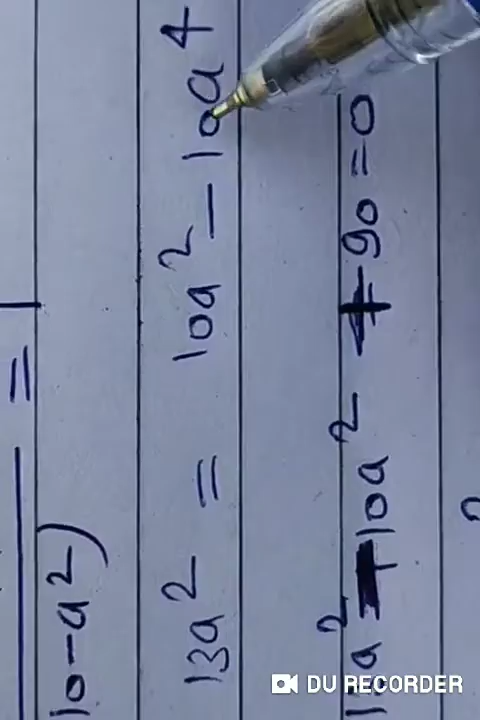 =
10-a²)
13a² = 10a² - 10a⁴
a² 10a² + 90 = 0
DU RECORDER